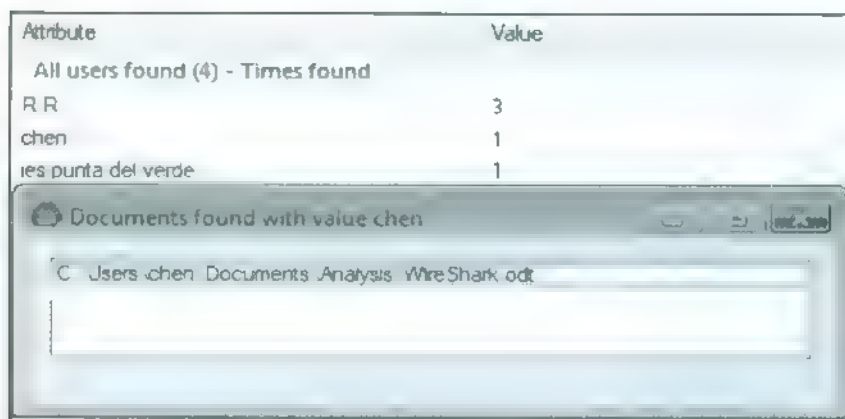 Attribute Value
All users found (4) - Times found
R R 3
chen 1
ies punta del verde 1
Documents found with value chen
C Users chen Documents Analysis WireShark odt